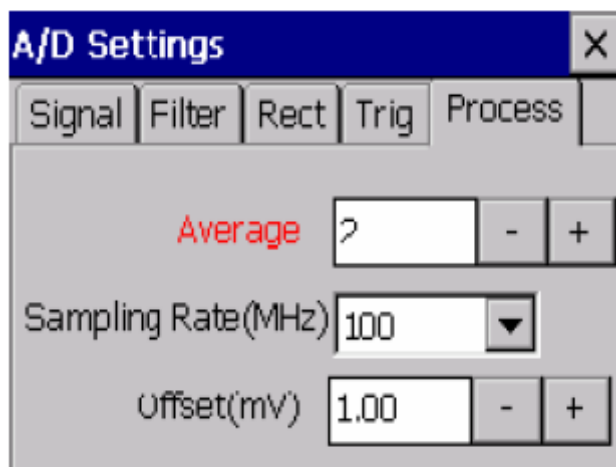 A/D Settings
Signal Filter Rect Trig Process
Average 2 - +
Sampling Rate(MHz) 100
Offset(mV) 1.00 - +